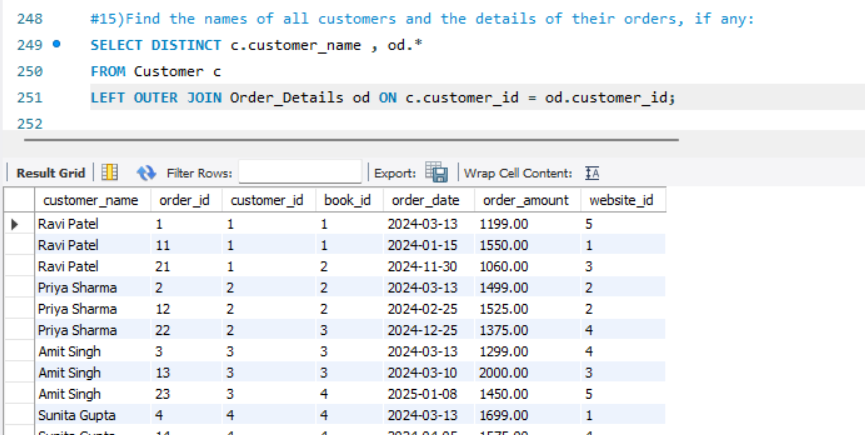 248 #15)Find the names of all customers and the details of their orders, if any:
249 SELECT DISTINCT c.customer_name , od.*
250 FROM Customer c
251 LEFT OUTER JOIN Order_Details od ON c.customer_id = od.customer_id;
252
Result Grid Filter Rows: Export: Wrap Cell Content: IA
customer_name order_id customer_id book_id order_date order_amount website_id
Ravi Patel 1 1 1 2024-03-13 1199.00 5
Ravi Patel 11 1 1 2024-01-15 1550.00 1
Ravi Patel 21 1 2 2024-11-30 1060.00 3
Priya Sharma 2 2 2 2024-03-13 1499.00 2
Priya Sharma 12 2 2 2024-02-25 1525.00 2
Priya Sharma 22 2 3 2024-12-25 1375.00 4
Amit Singh 3 3 3 2024-03-13 1299.00 4
Amit Singh 13 3 3 2024-03-10 2000.00 3
Amit Singh 23 3 4 2025-01-08 1450.00 5
Sunita Gupta 4 4 4 2024-03-13 1699.00 1